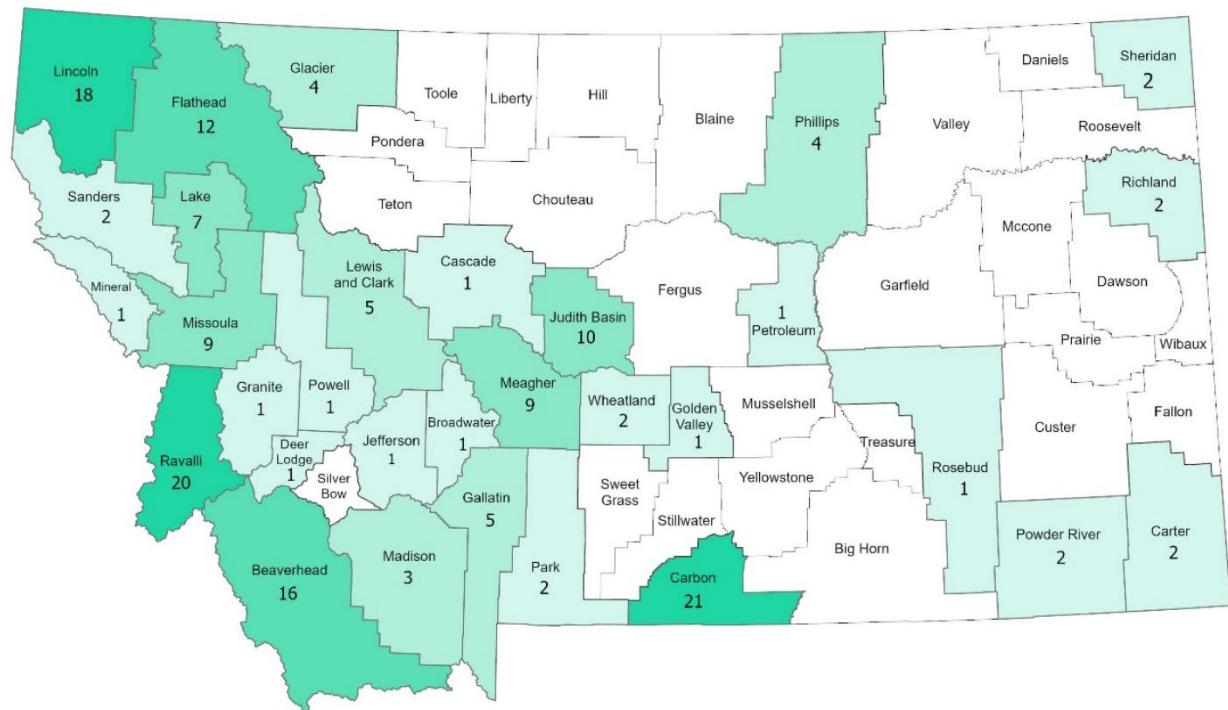 Lincoln
18
Flathead
12
Glacier
4
Toole
Liberty
Hill
Blaine
Phillips
4
Valley
Daniels
Sheridan
2
Roosevelt
Pondera
Sanders
2
Lake
7
Teton
Chouteau
Richland
2
Mccone
Mineral
1
Missoula
9
Lewis
and Clark
5
Cascade
1
Judith Basin
10
Fergus
1
Petroleum
Garfield
Dawson
Prairie
Wibaux
Ravalli
20
Granite
1
Powell
1
Deer
Lodge
1
Silver
Bow
Jefferson
1
Broadwater
1
Meagher
9
Wheatland
2
Golden
Valley
1
Musselshell
Treasure
Rosebud
1
Custer
Fallon
Beaverhead
16
Madison
3
Gallatin
5
Park
2
Sweet
Grass
Stillwater
Yellowstone
Carbon
21
Big Horn
Powder River
2
Carter
2